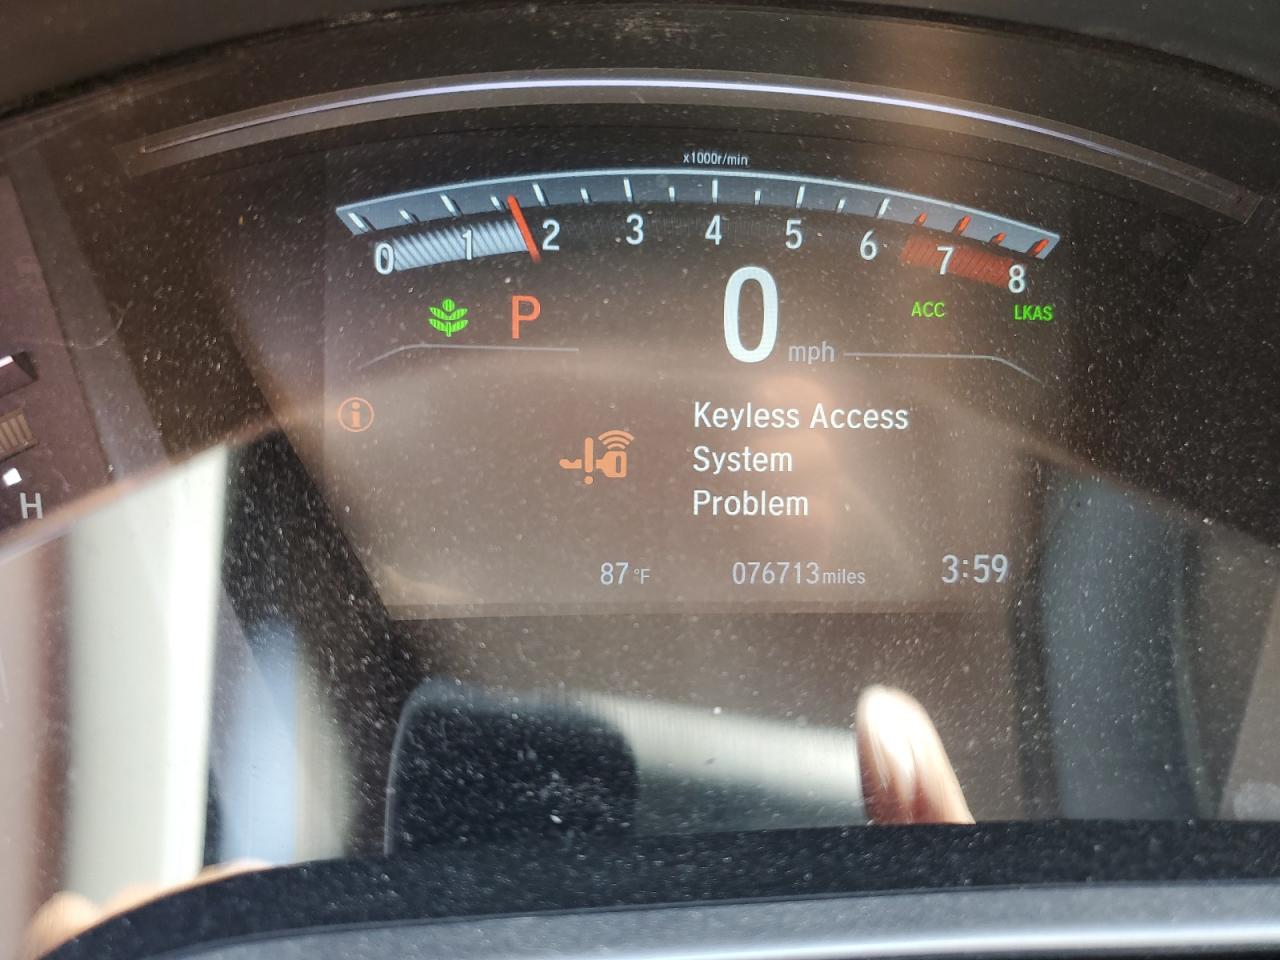 x1000r/min
0 1 2 3 4 5 6 7 8
P
0 mph
ACC
LKAS
Keyless Access
System
Problem
H
87 °F
076713 miles
3:59